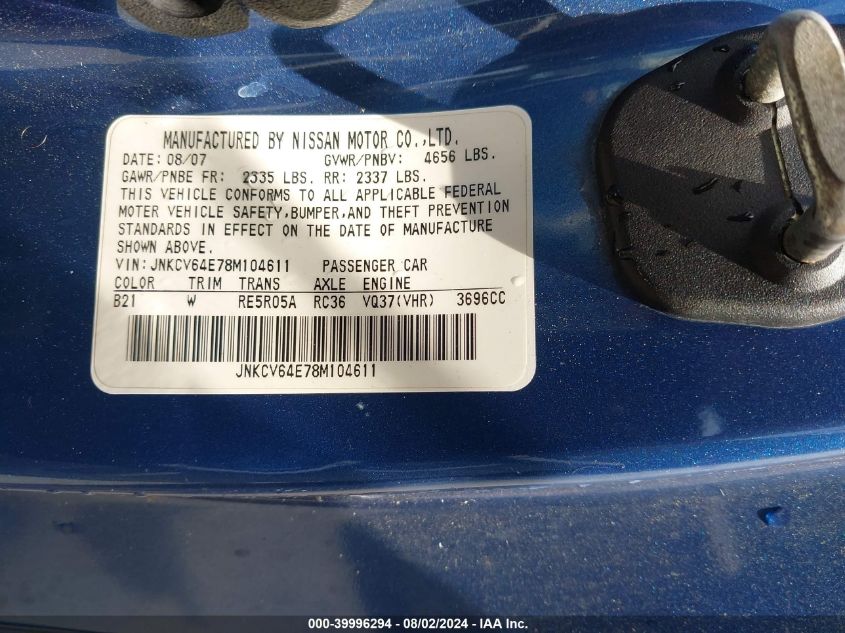 MANUFACTURED BY NISSAN MOTOR CO.,LTD.
DATE: 08/07 GVWR/PNBV: 4656 LBS.
GAWR/PNBE FR: 2335 LBS. RR: 2337 LBS.
THIS VEHICLE CONFORMS TO ALL APPLICABLE FEDERAL
MOTOR VEHICLE SAFETY,BUMPER,AND THEFT PREVENTION
STANDARDS IN EFFECT ON THE DATE OF MANUFACTURE
SHOWN ABOVE.
VIN: JNKCV64E78M104611 PASSENGER CAR
COLOR TRIM TRANS AXLE ENGINE
B21 W RE5R05A RC36 VQ37(VHR) 3696CC
JNKCV64E78M104611
000-39996294 - 08/02/2024 - IAA Inc.